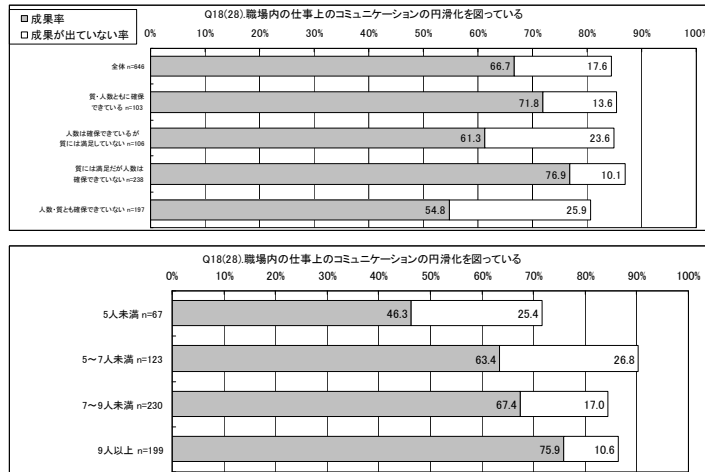 Q18(28).職場内の仕事上のコミュニケーションの円滑化を図っている
成果率
成果が出ていない率
0% 10% 20% 30% 40% 50% 60% 70% 80% 90% 100%
全体 n=646
66.7 17.6
質・人数ともに確保
できている n=103
71.8 13.6
人数は確保できているが
質には満足していない n=106
61.3 23.6
質には満足だが人数は
確保できていない n=238
76.9 10.1
人数・質とも確保できていない n=197
54.8 25.9
Q18(28).職場内の仕事上のコミュニケーションの円滑化を図っている
0% 10% 20% 30% 40% 50% 60% 70% 80% 90% 100%
5人未満 n=67
46.3 25.4
5～7人未満 n=123
63.4 26.8
7～9人未満 n=230
67.4 17.0
9人以上 n=199
75.9 10.6